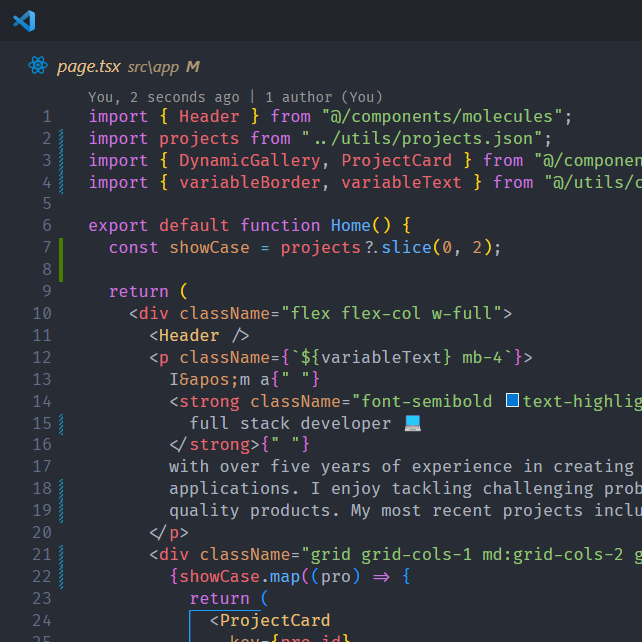 page.tsx src\app M
You, 2 seconds ago | 1 author (You)
1 import { Header } from "@/components/molecules";
2 import projects from "../utils/projects.json";
3 import { DynamicGallery, ProjectCard } from "@/componen
4 import { variableBorder, variableText } from "@/utils/c
5
6 export default function Home() {
7 const showCase = projects?.slice(0, 2);
8
9 return (
10 <div className="flex flex-col w-full">
11 <Header />
12 <p className={`${variableText} mb-4`}>
13 I&apos;m a{" "}
14 <strong className="font-semibold text-highlig
15 full stack developer 💻
16 </strong>{" "}
17 with over five years of experience in creating
18 applications. I enjoy tackling challenging prob
19 quality products. My most recent projects inclu
20 </p>
21 <div className="grid grid-cols-1 md:grid-cols-2 g
22 {showCase.map((pro) => {
23 return (
24 <ProjectCard
25 key={pro.id}